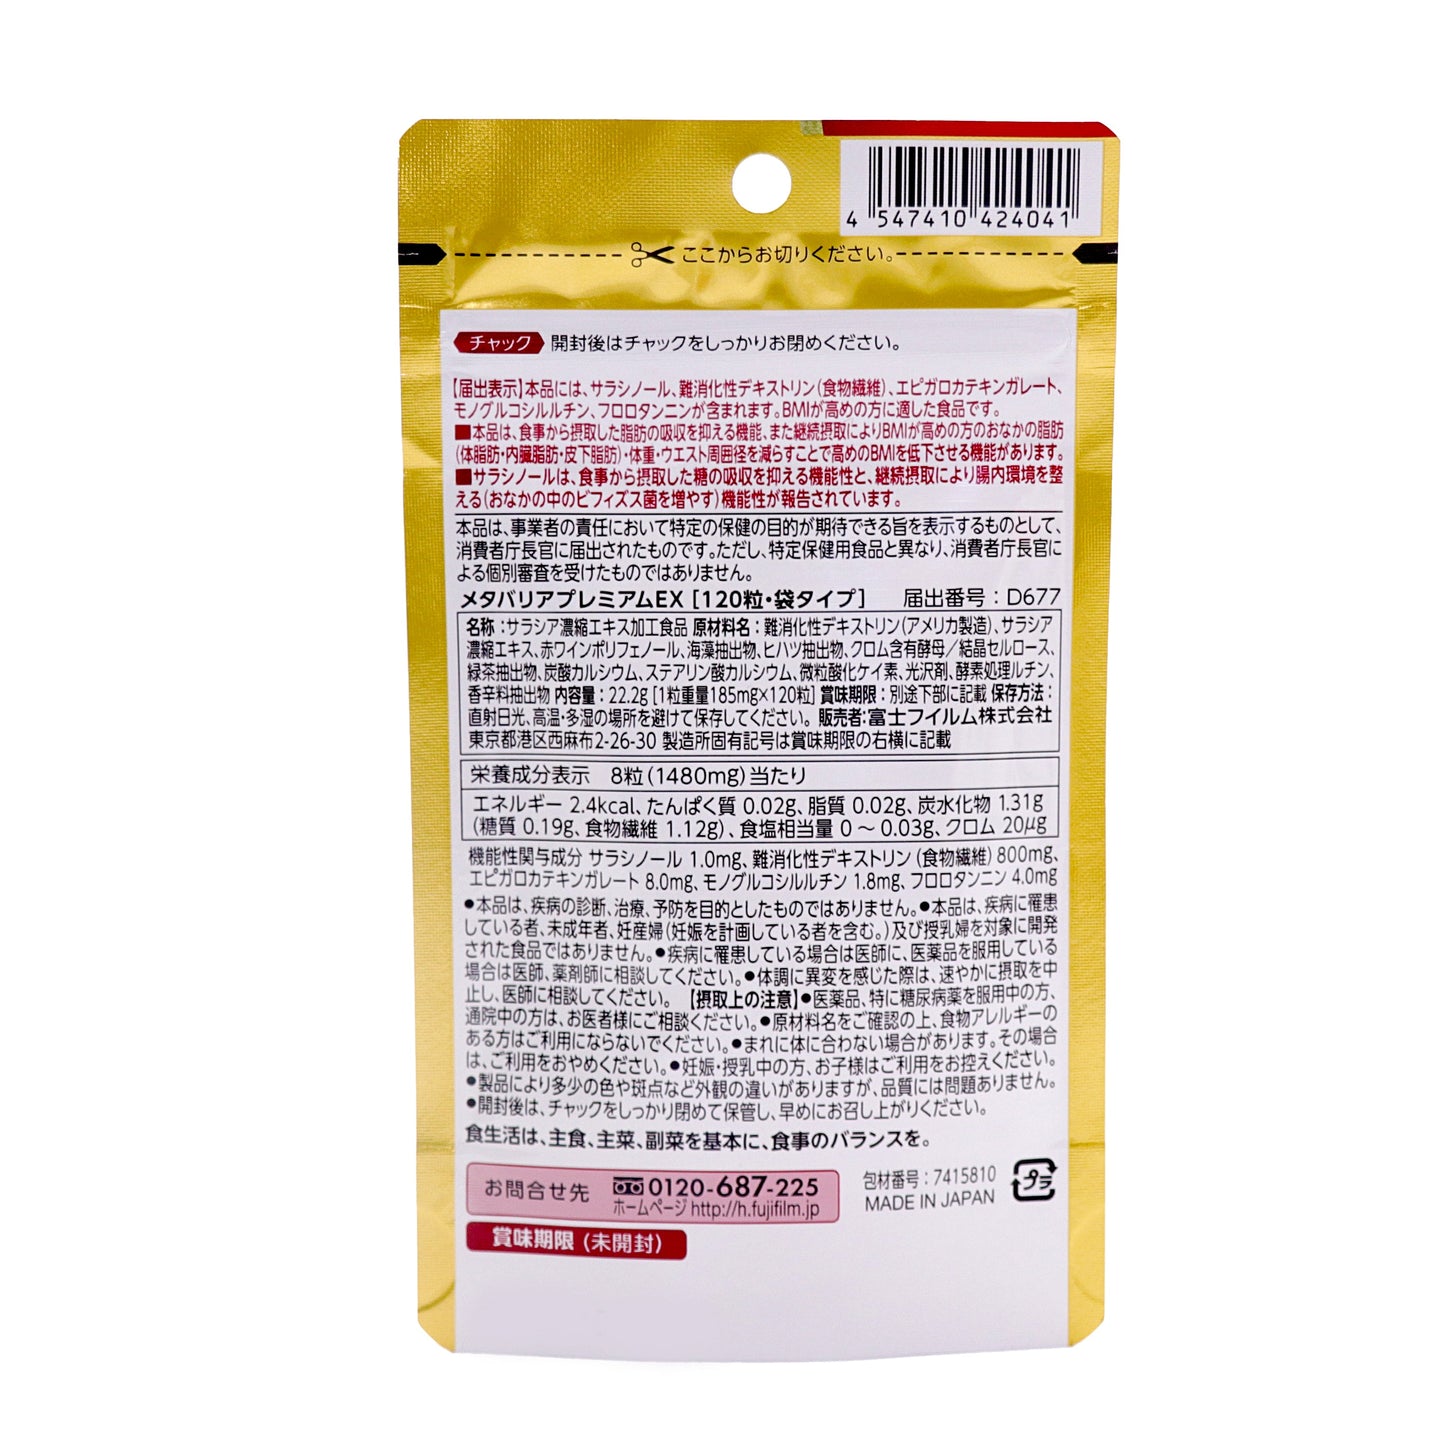 4 547410 424041
ここからお切りください。
チャック 開封後はチャックをしっかりお閉めください。
【届出表示】本品には、サラシノール、難消化性デキストリン(食物繊維)、エピガロカテキンガレート、
モノグルコシルルチン、フロロタンニンが含まれます。BMIが高めの方に適した食品です。
■本品は、食事から摂取した脂肪の吸収を抑える機能、また継続摂取によりBMIが高めの方のおなかの脂肪
(体脂肪・内臓脂肪・皮下脂肪)・体重・ウエスト周囲径を減らすことで高めのBMIを低下させる機能があります。
■サラシノールは、食事から摂取した糖の吸収を抑える機能性と、継続摂取により腸内環境を整
える(おなかの中のビフィズス菌を増やす)機能性が報告されています。
本品は、事業者の責任において特定の保健の目的が期待できる旨を表示するものとして、
消費者庁長官に届出されたものです。ただし、特定保健用食品と異なり、消費者庁長官に
よる個別審査を受けたものではありません。
メタバリアプレミアムEX [120粒・袋タイプ] 届出番号：D677
名称：サラシア濃縮エキス加工食品 原材料名：難消化性デキストリン(アメリカ製造)、サラシア
濃縮エキス、赤ワインポリフェノール、海藻抽出物、ヒハツ抽出物、クロム含有酵母／結晶セルロース、
緑茶抽出物、炭酸カルシウム、ステアリン酸カルシウム、微粒酸化ケイ素、光沢剤、酵素処理ルチン、
香辛料抽出物 内容量：22.2g [1粒重量185mg×120粒] 賞味期限：別途下部に記載 保存方法：
直射日光、高温・多湿の場所を避けて保存してください。 販売者：富士フイルム株式会社
東京都港区西麻布2-26-30 製造所固有記号は賞味期限の右横に記載
栄養成分表示 8粒(1480mg)当たり
エネルギー 2.4kcal、たんぱく質 0.02g、脂質 0.02g、炭水化物 1.31g
(糖質 0.19g、食物繊維 1.12g)、食塩相当量 0 ～ 0.03g、クロム 20μg
機能性関与成分 サラシノール 1.0mg、難消化性デキストリン(食物繊維) 800mg、
エピガロカテキンガレート 8.0mg、モノグルコシルルチン 1.8mg、フロロタンニン 4.0mg
●本品は、疾病の診断、治療、予防を目的としたものではありません。●本品は、疾病に罹患
している者、未成年者、妊産婦(妊娠を計画している者を含む。)及び授乳婦を対象に開発
された食品ではありません。●疾病に罹患している場合は医師に、医薬品を服用している
場合は医師、薬剤師に相談してください。●体調に異変を感じた際は、速やかに摂取を中
止し、医師に相談してください。 【摂取上の注意】●医薬品、特に糖尿病薬を服用中の方、
通院中の方は、お医者様にご相談ください。●原材料名をご確認の上、食物アレルギーの
ある方はご利用にならないでください。●まれに体に合わない場合があります。その場合
は、ご利用をおやめください。●妊娠・授乳中の方、お子様はご利用をお控えください。
●製品により多少の色や斑点など外観の違いがありますが、品質には問題ありません。
●開封後は、チャックをしっかり閉めて保管し、早めにお召し上がりください。
食生活は、主食、主菜、副菜を基本に、食事のバランスを。
お問合せ先 0120-687-225
ホームページ http://h.fujifilm.jp
包材番号：7415810
MADE IN JAPAN
プラ
賞味期限 (未開封)